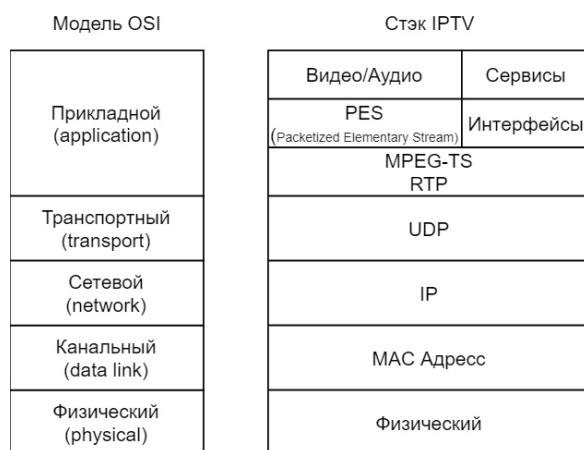 Модель OSI
Стэк IPTV
Прикладной
(application)
Видео/Аудио
Сервисы
PES
(Packetized Elementary Stream)
Интерфейсы
MPEG-TS
RTP
Транспортный
(transport)
UDP
Сетевой
(network)
IP
Канальный
(data link)
МАС Адресс
Физический
(physical)
Физический